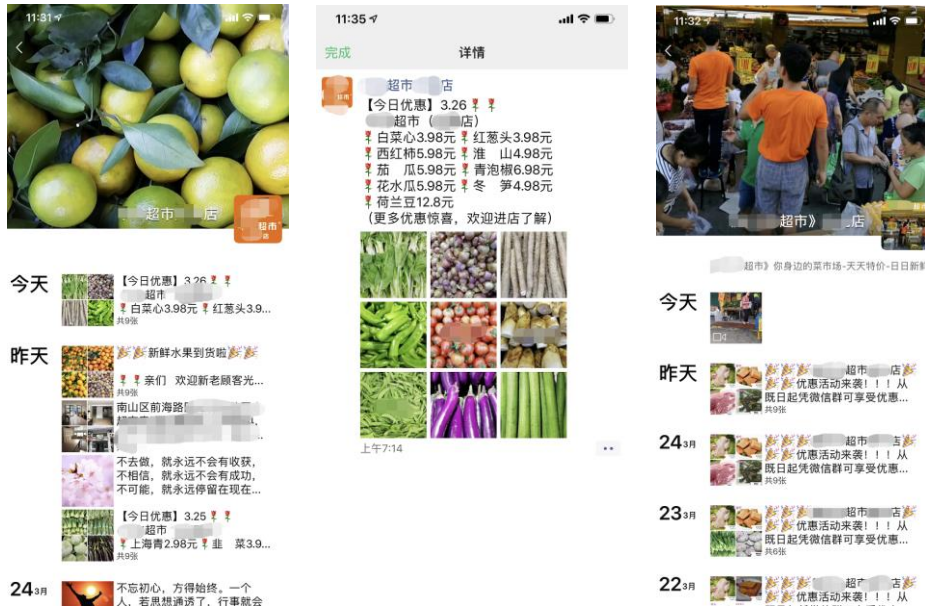 11:31
超市 店
超市
今天
【今日优惠】3.26
超市
白菜心3.98元 红葱头3.9...
共9张
昨天
新鲜水果到货啦
亲们 欢迎新老顾客光...
共9张
南山区前海路
不去做，就永远不会有收获，
不相信，就永远不会有成功，
不可能，就永远停留在现在...
【今日优惠】3.25
超市
上海青2.98元 韭 菜3.9...
共9张
24 3月
不忘初心，方得始终。一个
人，若思想通透了，行事就会
11:35
完成
详情
超市 店
【今日优惠】3.26
超市（ 店）
白菜心3.98元 红葱头3.98元
西红柿5.98元 淮 山4.98元
茄 瓜5.98元 青泡椒6.98元
花水瓜5.98元 冬 笋4.98元
荷兰豆12.8元
（更多优惠惊喜，欢迎进店了解）
上午7:14
11:32
超市》 店
超市》你身边的菜市场-天天特价-日日新鲜
今天
4
昨天
超市 店
优惠活动来袭！！！从
既日起凭微信群可享受优惠...
共9张
24 3月
超市 店
优惠活动来袭！！！从
既日起凭微信群可享受优惠...
共9张
23 3月
超市 店
优惠活动来袭！！！从
既日起凭微信群可享受优惠...
共6张
22 3月
超市 店
优惠活动来袭！！！从